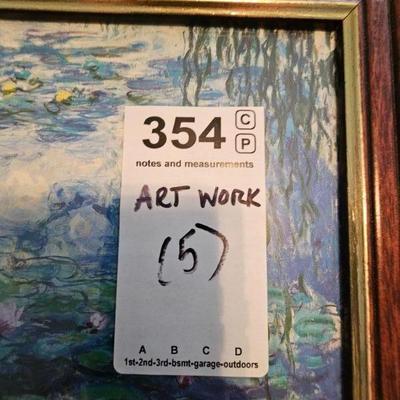 354 C
P
notes and measurements
ART WORK
(5)
A B C D
1st-2nd-3rd-bsmt-garage-outdoors